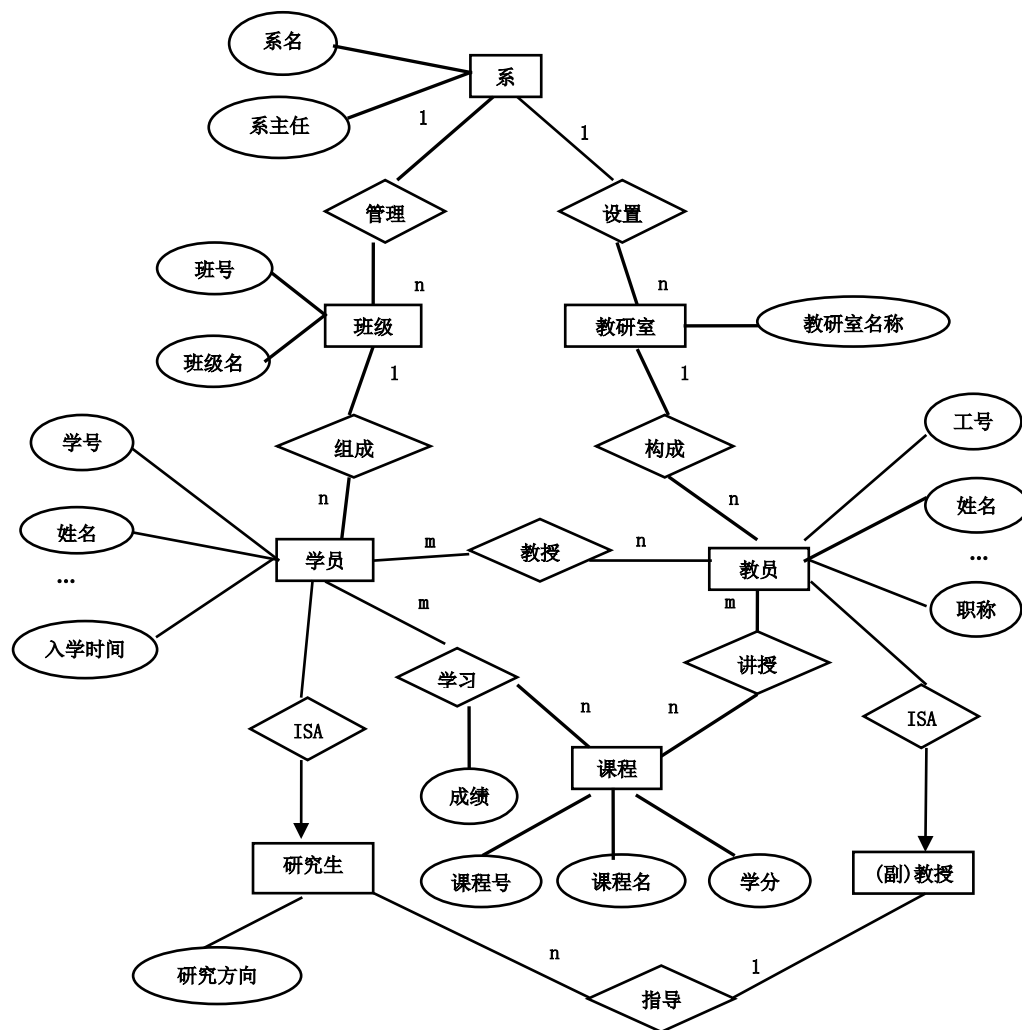 系名
系
系主任
1
1
管理
设置
班号
n
n
班级
教研室
教研室名称
班级名
1
1
学号
组成
构成
工号
n
n
姓名
姓名
...
...
学员
m
教授
n
教员
m
m
职称
入学时间
学习
讲授
ISA
n
n
ISA
成绩
课程
研究生
课程号
课程名
学分
(副)教授
n
1
研究方向
指导